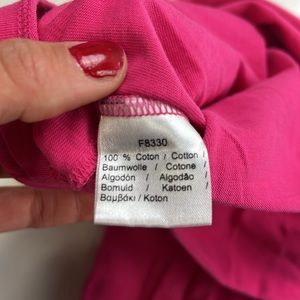 F8330
100 % Coton / Cotton /
Baumwolle / Cotone /
Algodón / Algodão /
Bomuld / Katoen /
Βαμβάκι / Koton